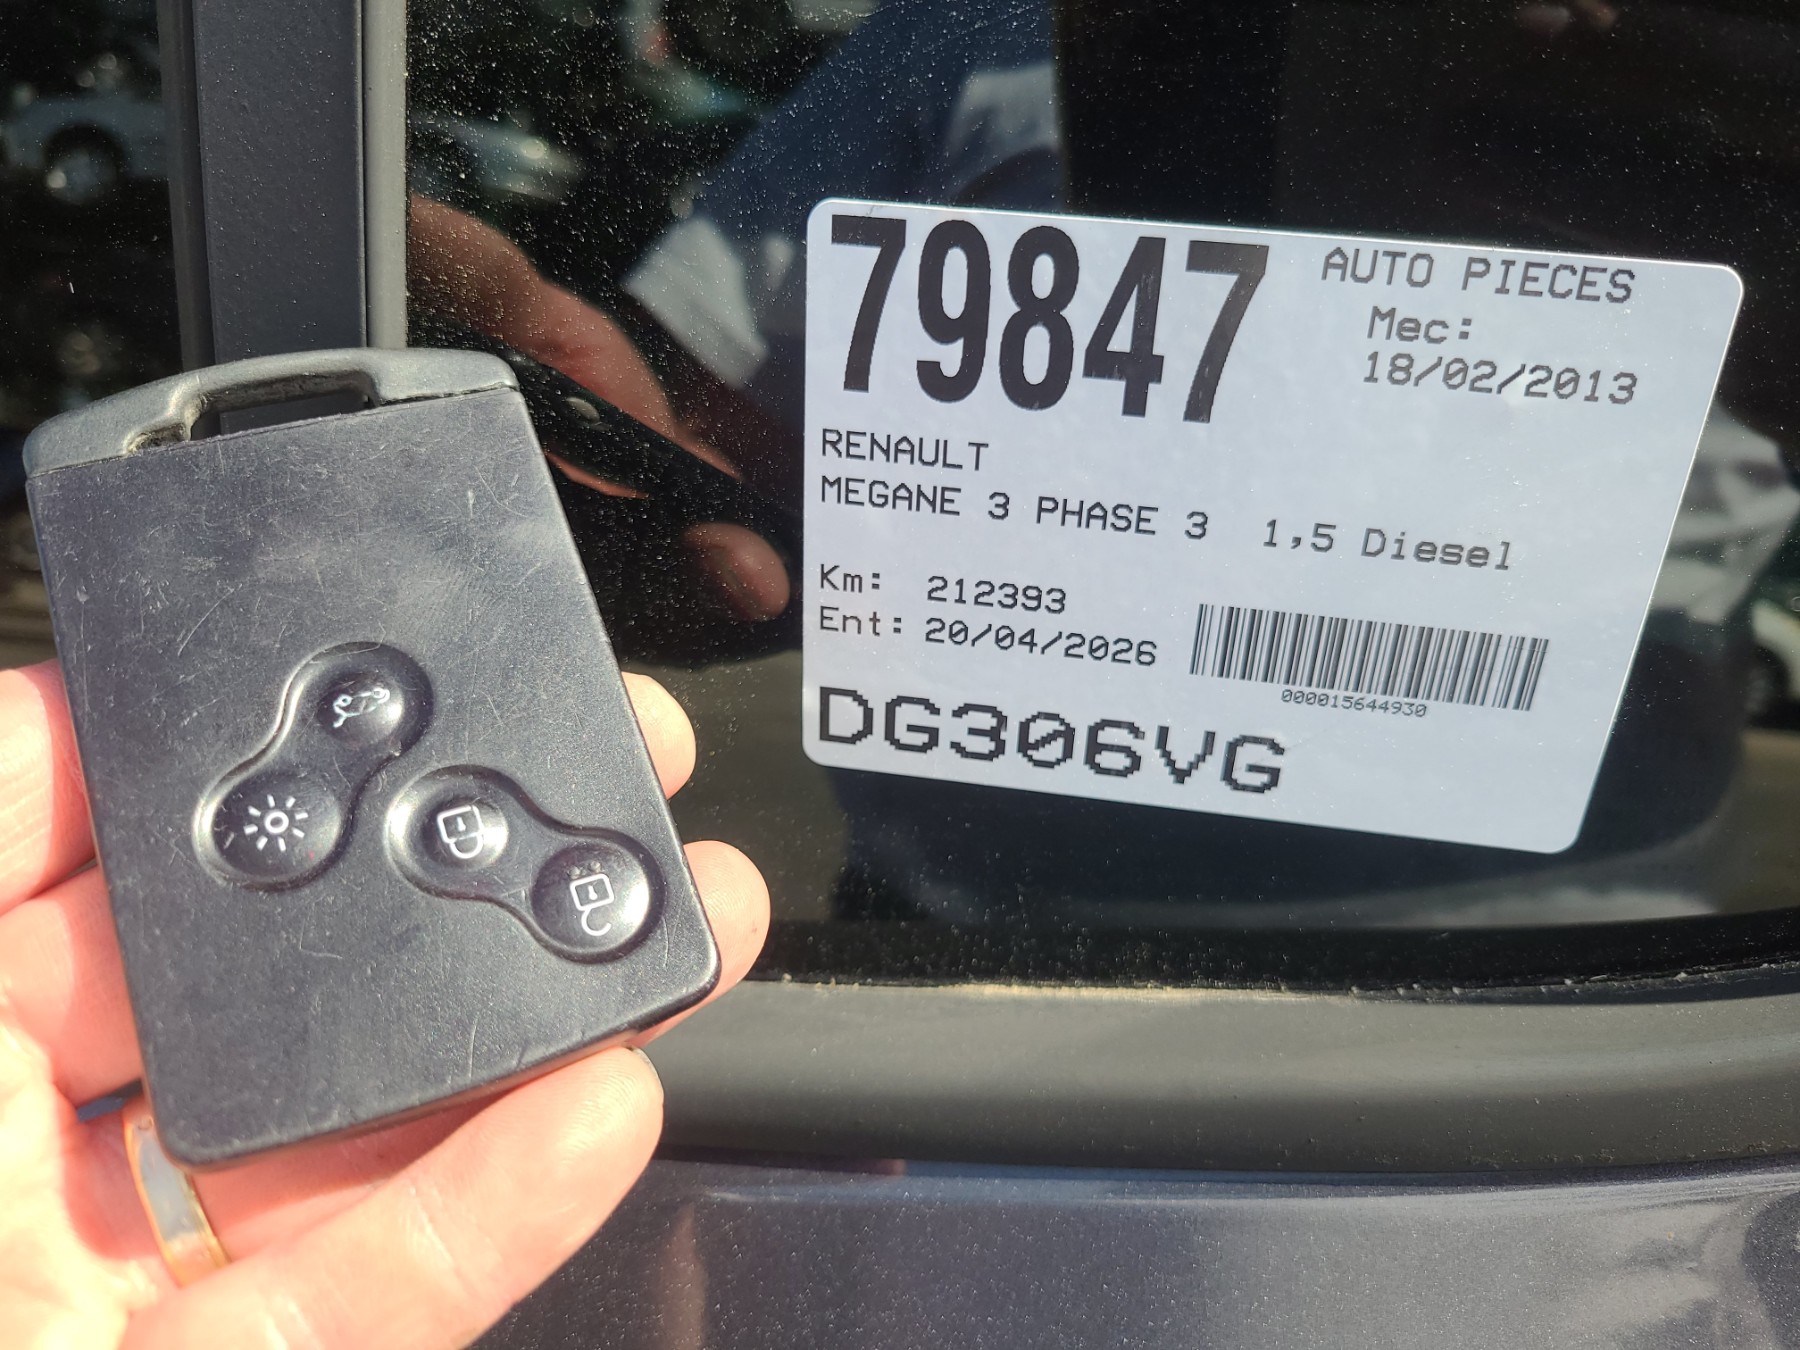 79847
AUTO PIECES
Mec:
18/02/2013
RENAULT
MEGANE 3 PHASE 3 1,5 Diesel
Km: 212393
Ent: 20/04/2026
000015644930
DG306VG